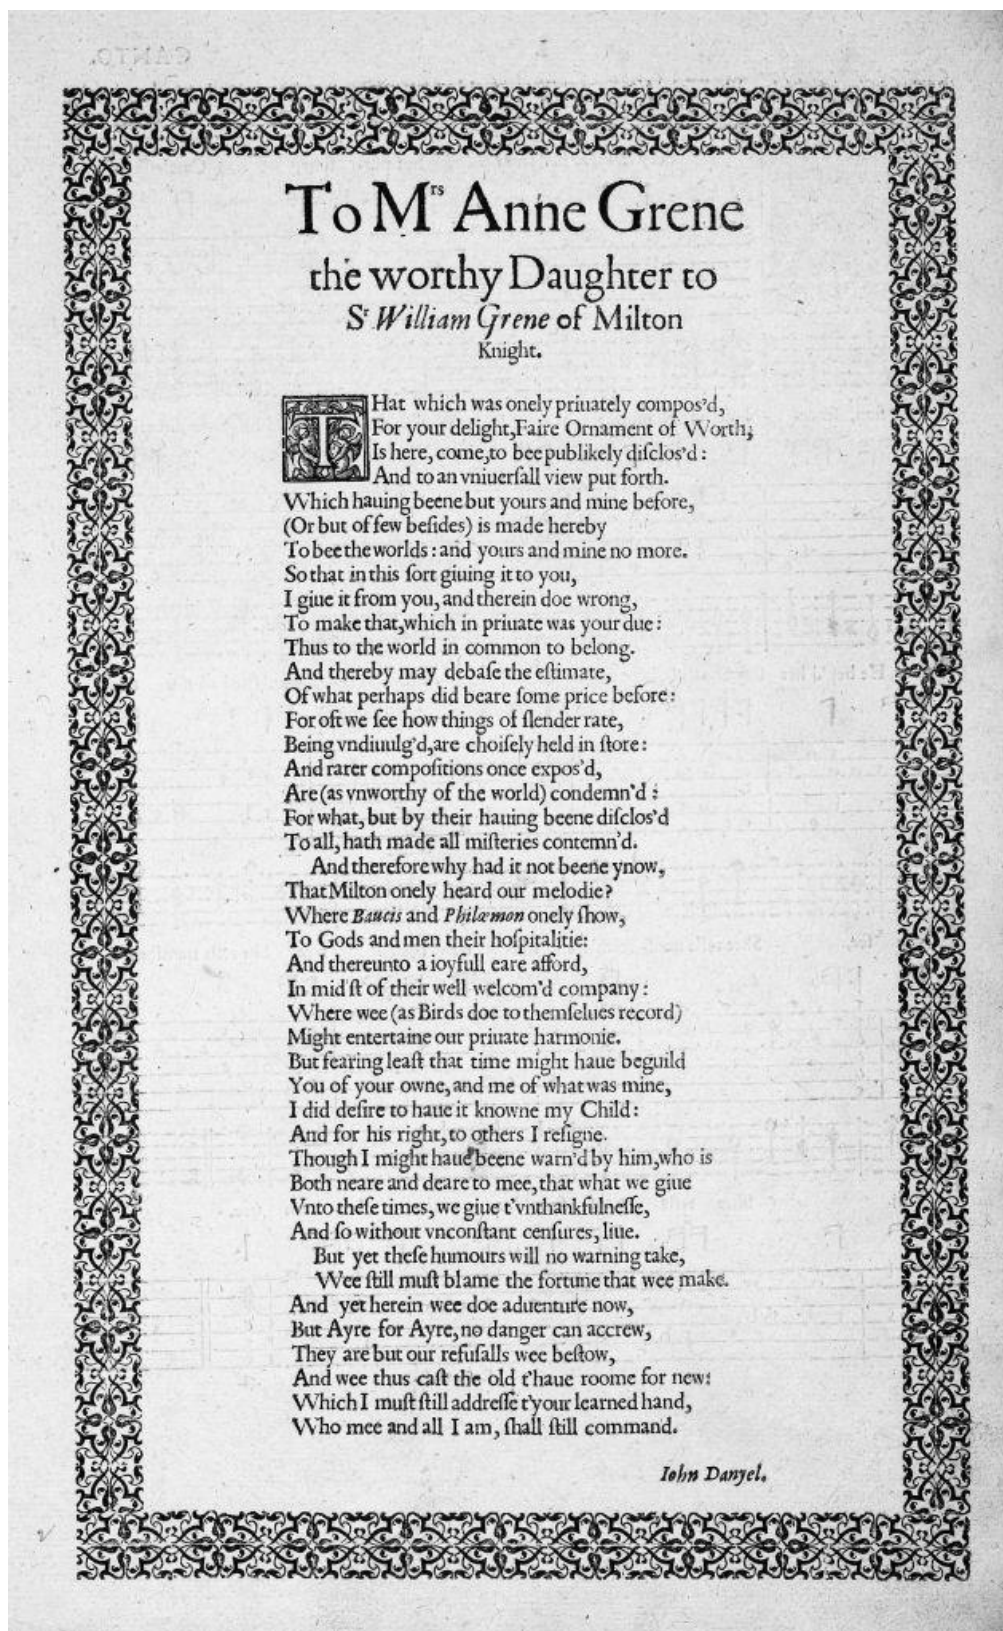 To Mrs Anne Grene
the worthy Daughter to
Sr William Grene of Milton
Knight.
THat which was onely priuately compos'd,
For your delight,Faire Ornament of Worth;
Is here, come,to bee publikely diſclos'd:
And to an vniuerſall view put forth.
Which hauing beene but yours and mine before,
(Or but of few beſides) is made hereby
To bee the worlds: and yours and mine no more.
So that in this ſort giuing it to you,
I giue it from you, and therein doe wrong,
To make that,which in priuate was your due:
Thus to the world in common to belong.
And thereby may debaſe the eſtimate,
Of what perhaps did beare ſome price before:
For oft we ſee how things of ſlender rate,
Being vndiuulg'd,are choiſely held in ſtore:
And rarer compoſitions once expos'd,
Are (as vnworthy of the world) condemn'd:
For what, but by their hauing beene diſclos'd
To all, hath made all miſteries contemn'd.
And therefore why had it not beene ynow,
That Milton onely heard our melodie?
Where Baucis and Philæmon onely ſhow,
To Gods and men their hoſpitalitie:
And thereunto a ioyfull eare afford,
In mid'ſt of their well welcom'd company:
Where wee (as Birds doe to themſelues record)
Might entertaine our priuate harmonie.
But fearing leaſt that time might haue beguild
You of your owne, and me of what was mine,
I did deſire to haue it knowne my Child:
And for his right, to others I reſigne.
Though I might haue beene warn'd by him,who is
Both neare and deare to mee, that what we giue
Vnto theſe times, we giue t'vnthankfulneſſe,
And ſo without vnconſtant cenſures, liue.
But yet theſe humours will no warning take,
Wee ſtill muſt blame the fortune that wee make.
And yet herein wee doe aduenture now,
But Ayre for Ayre, no danger can accrew,
They are but our refuſalls wee beſtow,
And wee thus caſt the old t'haue roome for new:
Which I muſt ſtill addreſſe t'your learned hand,
Who mee and all I am, ſhall ſtill command.
Iohn Danyel.